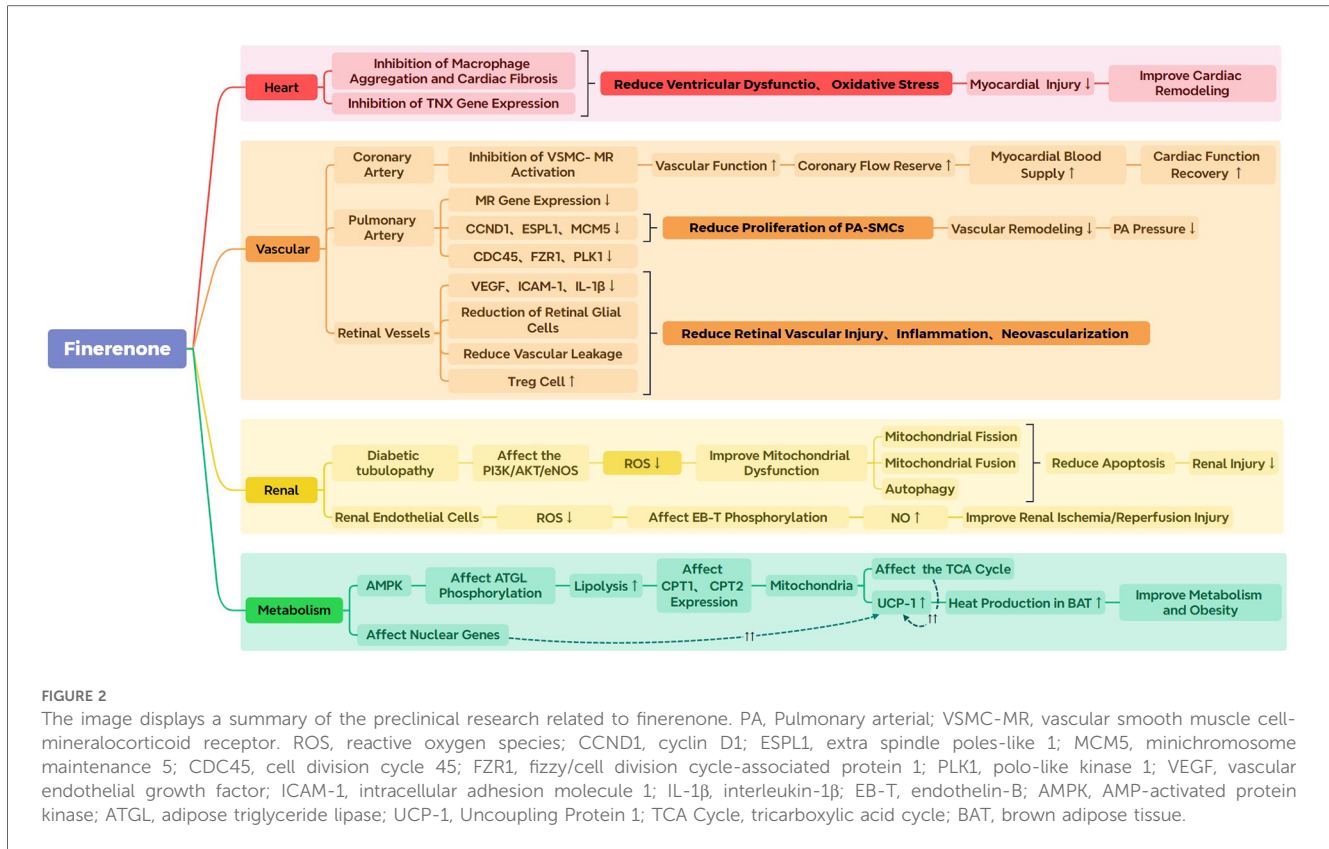 Finerenone
Heart
Inhibition of Macrophage
Aggregation and Cardiac Fibrosis
Inhibition of TNX Gene Expression
Reduce Ventricular Dysfunctio、 Oxidative Stress
Myocardial Injury ↓
Improve Cardiac
Remodeling
Vascular
Coronary
Artery
Inhibition of VSMC- MR
Activation
Vascular Function ↑
Coronary Flow Reserve ↑
Myocardial Blood
Supply ↑
Cardiac Function
Recovery ↑
Pulmonary
Artery
MR Gene Expression ↓
CCND1、ESPL1、MCM5 ↓
CDC45、FZR1、PLK1 ↓
Reduce Proliferation of PA-SMCs
Vascular Remodeling ↓
PA Pressure ↓
Retinal Vessels
VEGF、ICAM-1、IL-1β ↓
Reduction of Retinal Glial
Cells
Reduce Vascular Leakage
Treg Cell ↑
Reduce Retinal Vascular Injury、Inflammation、Neovascularization
Renal
Diabetic
tubulopathy
Affect the
PI3K/AKT/eNOS
ROS ↓
Improve Mitochondrial
Dysfunction
Mitochondrial Fission
Mitochondrial Fusion
Autophagy
Reduce Apoptosis
Renal Injury ↓
Renal Endothelial Cells
ROS ↓
Affect EB-T Phosphorylation
NO ↑
Improve Renal Ischemia/Reperfusion Injury
Metabolism
AMPK
Affect ATGL
Phosphorylation
Lipolysis ↑
Affect
CPT1、 CPT2
Expression
Mitochondria
Affect the TCA Cycle
UCP-1 ↑
↑↑
Heat Production in BAT ↑
Improve Metabolism
and Obesity
Affect Nuclear Genes
↑↑
FIGURE 2
The image displays a summary of the preclinical research related to finerenone. PA, Pulmonary arterial; VSMC-MR, vascular smooth muscle cell-
mineralocorticoid receptor. ROS, reactive oxygen species; CCND1, cyclin D1; ESPL1, extra spindle poles-like 1; MCM5, minichromosome
maintenance 5; CDC45, cell division cycle 45; FZR1, fizzy/cell division cycle-associated protein 1; PLK1, polo-like kinase 1; VEGF, vascular
endothelial growth factor; ICAM-1, intracellular adhesion molecule 1; IL-1β, interleukin-1β; EB-T, endothelin-B; AMPK, AMP-activated protein
kinase; ATGL, adipose triglyceride lipase; UCP-1, Uncoupling Protein 1; TCA Cycle, tricarboxylic acid cycle; BAT, brown adipose tissue.